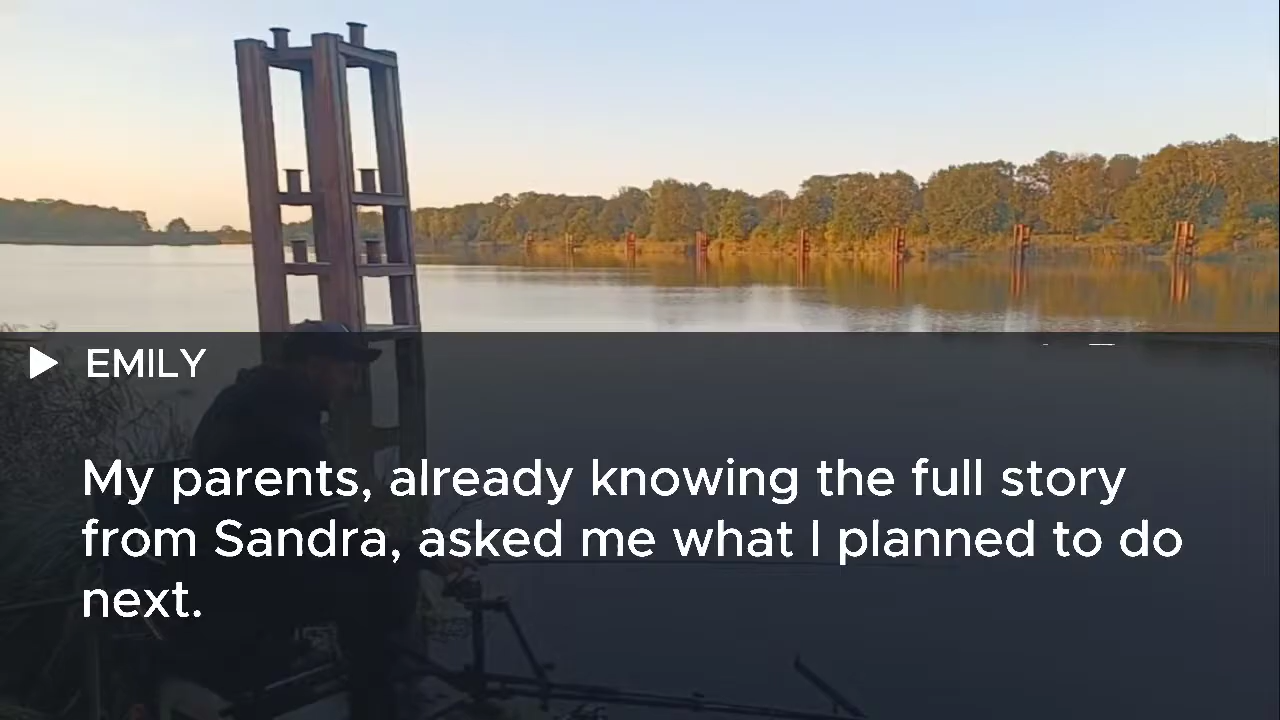 EMILY
My parents, already knowing the full story
from Sandra, asked me what I planned to do
next.